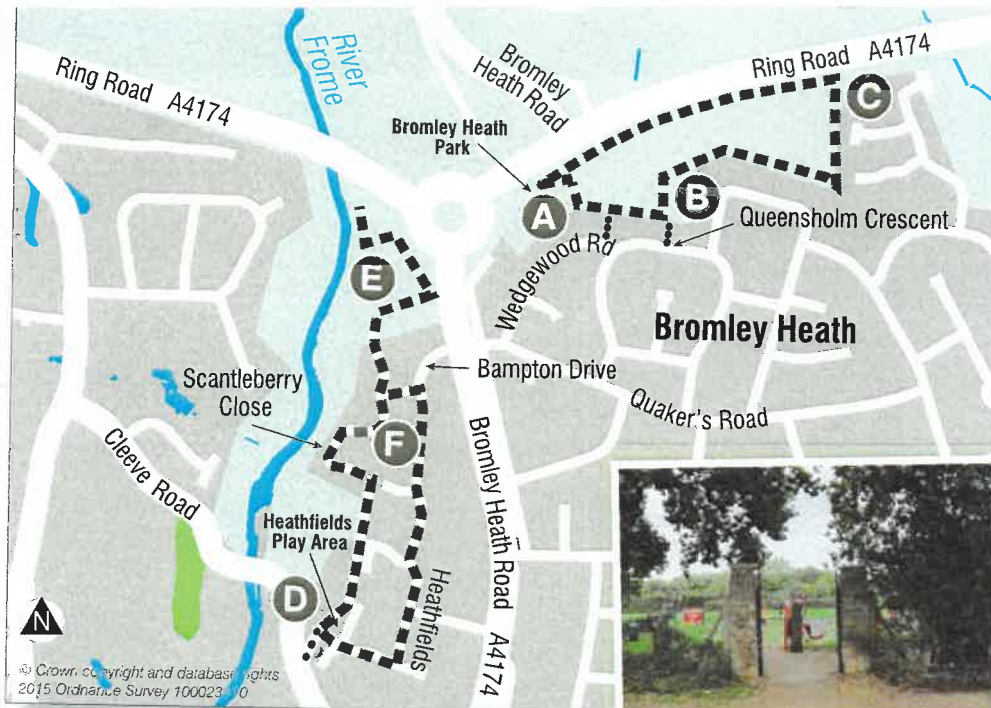 Ring Road A4174
River
Frome
Bromley
Heath Road
Ring Road A4174
Bromley Heath
Park
C
A
B
Queensholm Crescent
E
Wedgewood Rd
Bromley Heath
Bampton Drive
Scantleberry
Close
Quaker's Road
F
Cleeve Road
Bromley Heath Road A4174
Heathfields
Play Area
Heathfields
D
N
© Crown copyright and database rights
2015 Ordnance Survey